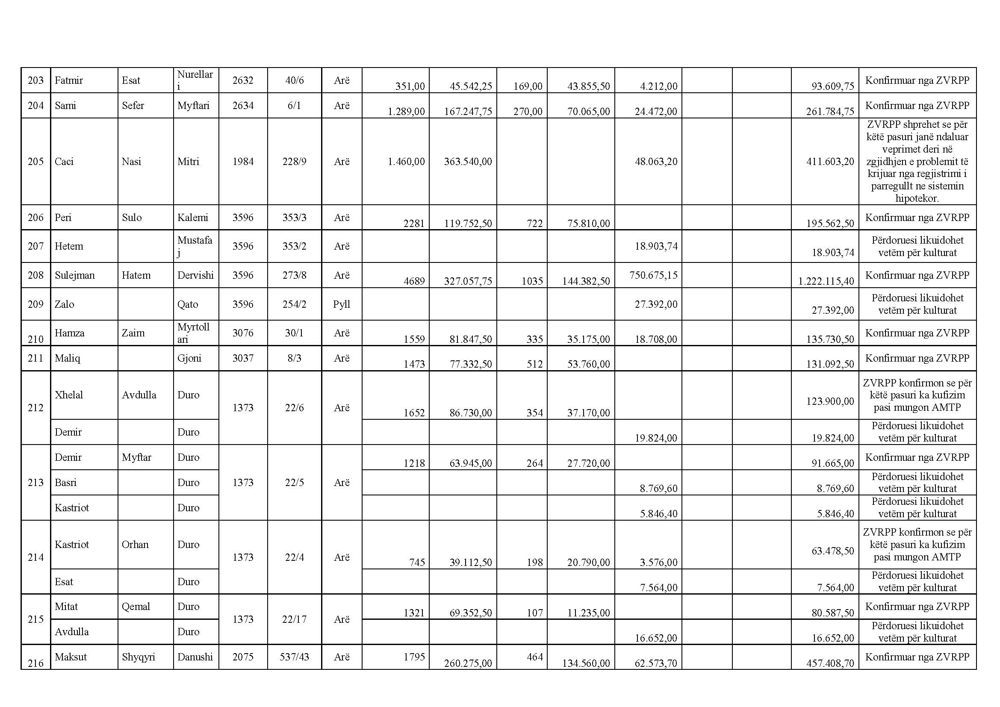 203 Fatmir Esat Nurellar
i 2632 40/6 Arë 351,00 45.542,25 169,00 43.855,50 4.212,00 93.609,75 Konfirmuar nga ZVRPP
204 Sami Sefer Myftari 2634 6/1 Arë 1.289,00 167.247,75 270,00 70.065,00 24.472,00 261.784,75 Konfirmuar nga ZVRPP
205 Caci Nasi Mitri 1984 228/9 Arë 1.460,00 363.540,00 48.063,20 411.603,20 ZVRPP shprehet se për
këtë pasuri janë ndaluar
veprimet deri në
zgjidhjen e problemit të
krijuar nga regjistrimi i
parregullt ne sistemin
hipotekor.
206 Peri Sulo Kalemi 3596 353/3 Arë 2281 119.752,50 722 75.810,00 195.562,50 Konfirmuar nga ZVRPP
207 Hetem Mustafa
j 3596 353/2 Arë 18.903,74 18.903,74 Përdoruesi likuidohet
vetëm për kulturat
208 Sulejman Hatem Dervishi 3596 273/8 Arë 4689 327.057,75 1035 144.382,50 750.675,15 1.222.115,40 Konfirmuar nga ZVRPP
209 Zalo Qato 3596 254/2 Pyll 27.392,00 27.392,00 Përdoruesi likuidohet
vetëm për kulturat
210 Hamza Zaim Myrtoll
ari 3076 30/1 Arë 1559 81.847,50 335 35.175,00 18.708,00 135.730,50 Konfirmuar nga ZVRPP
211 Maliq Gjoni 3037 8/3 Arë 1473 77.332,50 512 53.760,00 131.092,50 Konfirmuar nga ZVRPP
212 Xhelal Avdulla Duro 1373 22/6 Arë 1652 86.730,00 354 37.170,00 123.900,00 ZVRPP konfirmon se për
këtë pasuri ka kufizim
pasi mungon AMTP
Demir Duro 19.824,00 19.824,00 Përdoruesi likuidohet
vetëm për kulturat
213 Demir Myftar Duro 1373 22/5 Arë 1218 63.945,00 264 27.720,00 91.665,00 Konfirmuar nga ZVRPP
Basri Duro 8.769,60 8.769,60 Përdoruesi likuidohet
vetëm për kulturat
Kastriot Duro 5.846,40 5.846,40 Përdoruesi likuidohet
vetëm për kulturat
214 Kastriot Orhan Duro 1373 22/4 Arë 745 39.112,50 198 20.790,00 3.576,00 63.478,50 ZVRPP konfirmon se për
këtë pasuri ka kufizim
pasi mungon AMTP
Esat Duro 7.564,00 7.564,00 Përdoruesi likuidohet
vetëm për kulturat
215 Mitat Qemal Duro 1373 22/17 Arë 1321 69.352,50 107 11.235,00 80.587,50 Konfirmuar nga ZVRPP
Avdulla Duro 16.652,00 16.652,00 Përdoruesi likuidohet
vetëm për kulturat
216 Maksut Shyqyri Danushi 2075 537/43 Arë 1795 260.275,00 464 134.560,00 62.573,70 457.408,70 Konfirmuar nga ZVRPP